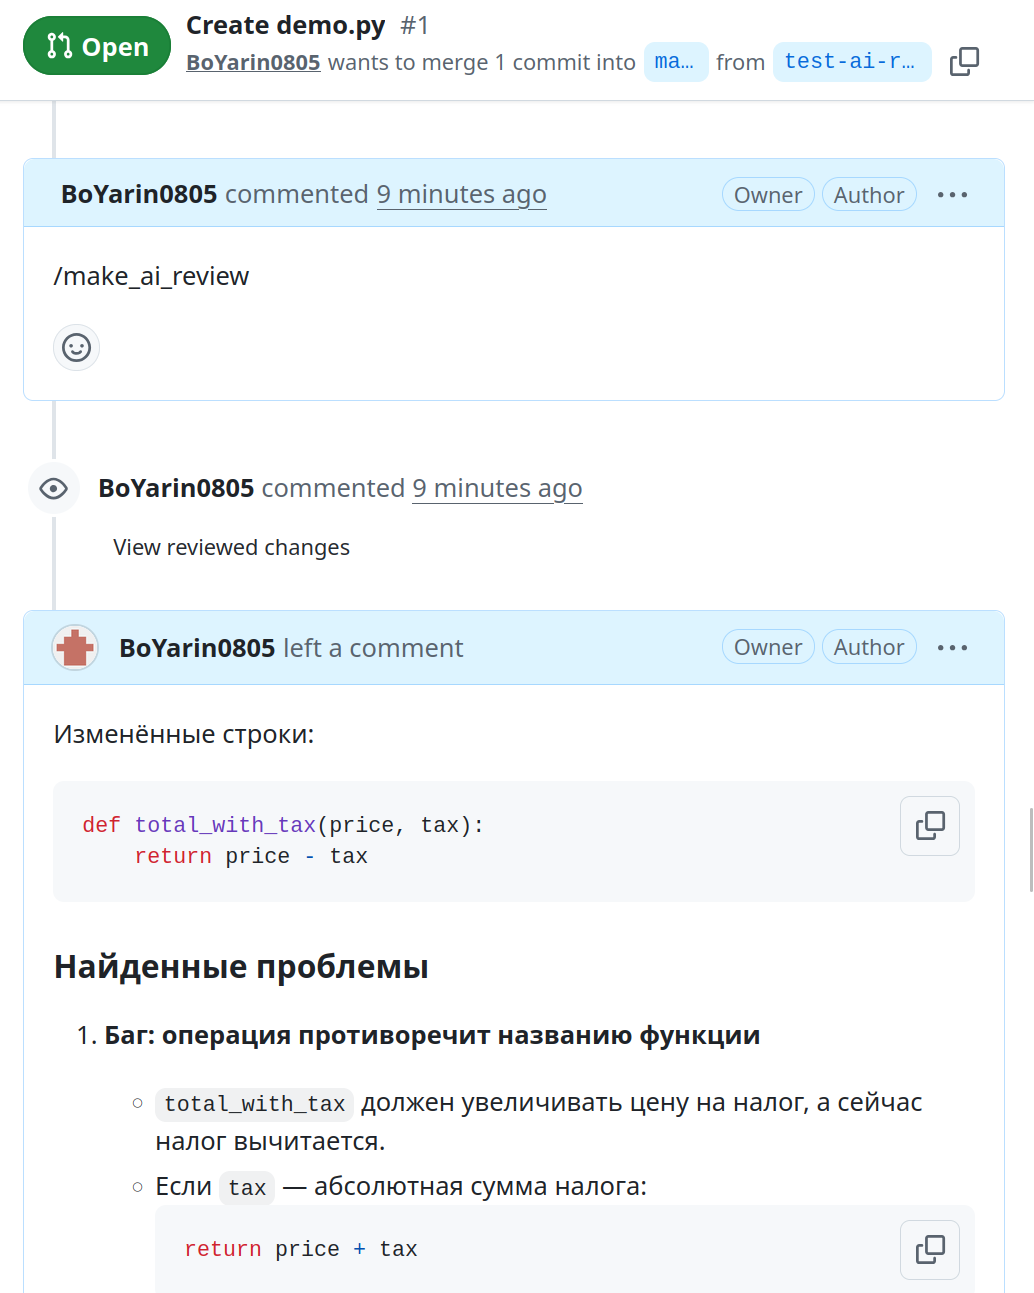 Open
Create demo.py #1
BoYarin0805 wants to merge 1 commit into ma... from test-ai-r...
BoYarin0805 commented 9 minutes ago Owner Author
/make_ai_review
BoYarin0805 commented 9 minutes ago
View reviewed changes
BoYarin0805 left a comment Owner Author
Изменённые строки:
def total_with_tax(price, tax):
    return price - tax
Найденные проблемы
1. Баг: операция противоречит названию функции
total_with_tax должен увеличивать цену на налог, а сейчас
налог вычитается.
Если tax — абсолютная сумма налога:
return price + tax